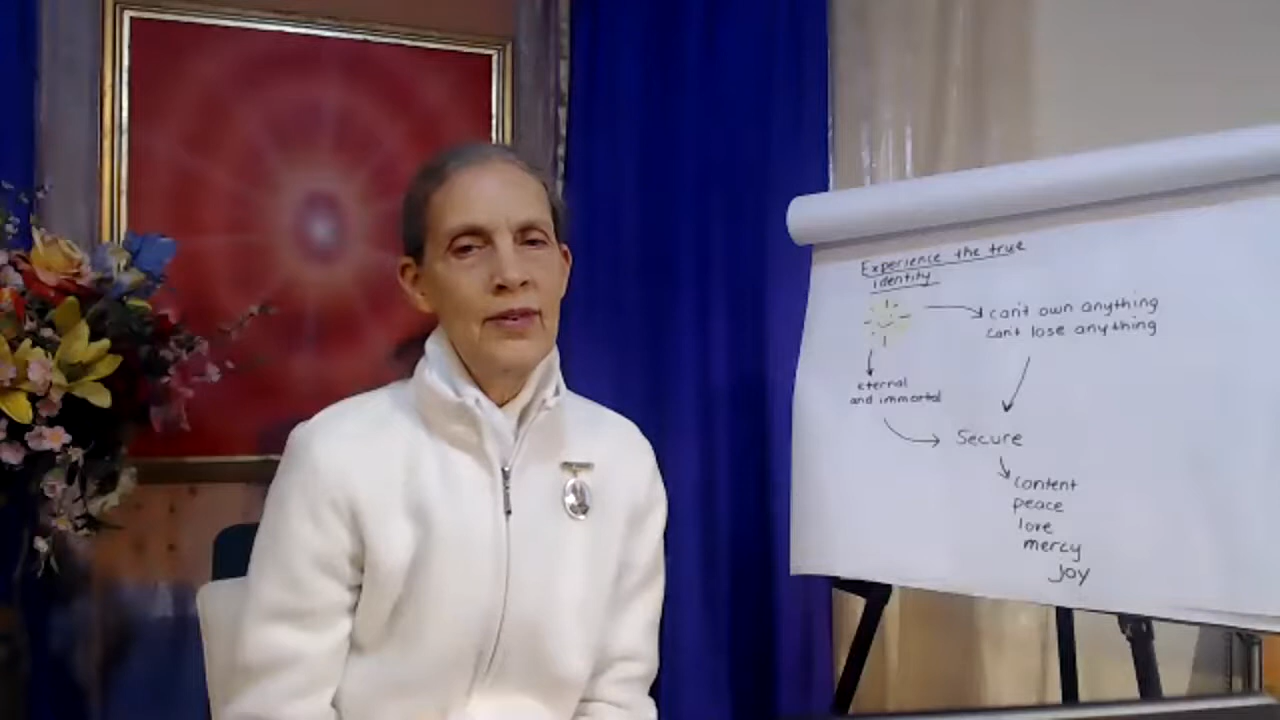 Experience the true
identity
can't own anything
can't lose anything
eternal
and immortal
Secure
content
peace
love
mercy
Joy